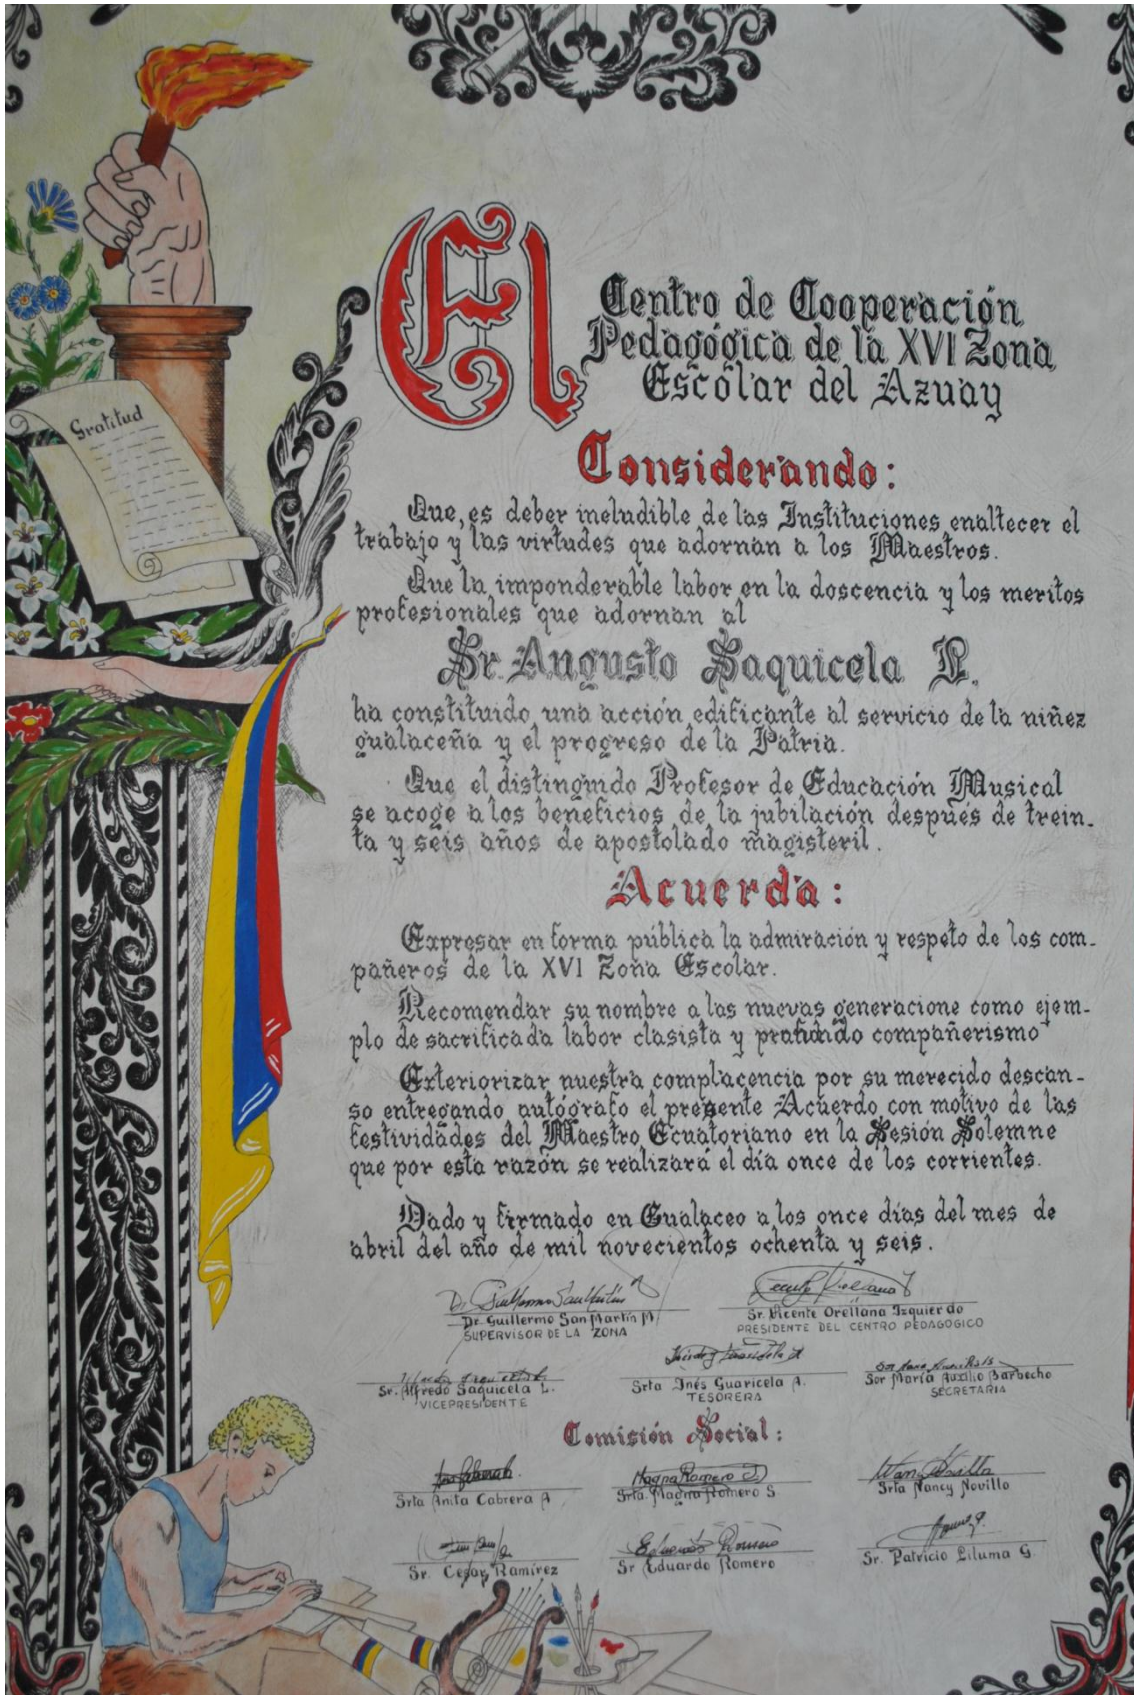 Gratitud
El Centro de Cooperación
Pedagógica de la XVI Zona
Escolar del Azuay
Considerando:
Que, es deber ineludible de las Instituciones enaltecer el
trabajo y las virtudes que adornan a los Maestros.
Que la imponderable labor en la doscencia y los meritos
profesionales que adornan al
Sr. Augusto Saquicela L.
ha constituido una acción edificante al servicio de la niñez
gualaceña y el progreso de la Patria.
Que el distinguido Profesor de Educación Musical
se acoge a los beneficios de la jubilación después de trein-
ta y seis años de apostolado magisteril.
Acuerda:
Expresar en forma pública la admiración y respeto de los com-
pañeros de la XVI Zona Escolar.
Recomendar su nombre a las nuevas generacione como ejem-
plo de sacrificada labor clasista y profundo compañerismo
Exteriorizar nuestra complacencia por su merecido descan-
so entregando autógrafo el presente Acuerdo con motivo de las
festividades del Maestro Ecuatoriano en la Sesión Solemne
que por esta razón se realizará el día once de los corrientes.
Dado y firmado en Gualaceo a los once días del mes de
abril del año de mil novecientos ochenta y seis.
Dr. Guillermo San Martín M
SUPERVISOR DE LA ZONA
Sr. Vicente Orellana Izquierdo
PRESIDENTE DEL CENTRO PEDAGOGICO
Sr. Alfredo Saquicela L.
VICEPRESIDENTE
Srta Inés Guaricela A.
TESORERA
Sor María Auxilio Barbecho
SECRETARIA
Comisión Social:
Srta Anita Cabrera A
Magna Romero S
Srta. Magna Romero S
Srta Nancy Novillo
Sr. Cesar Ramírez
Eduardo Romero
Sr Eduardo Romero
Sr. Patricio Liluma G.